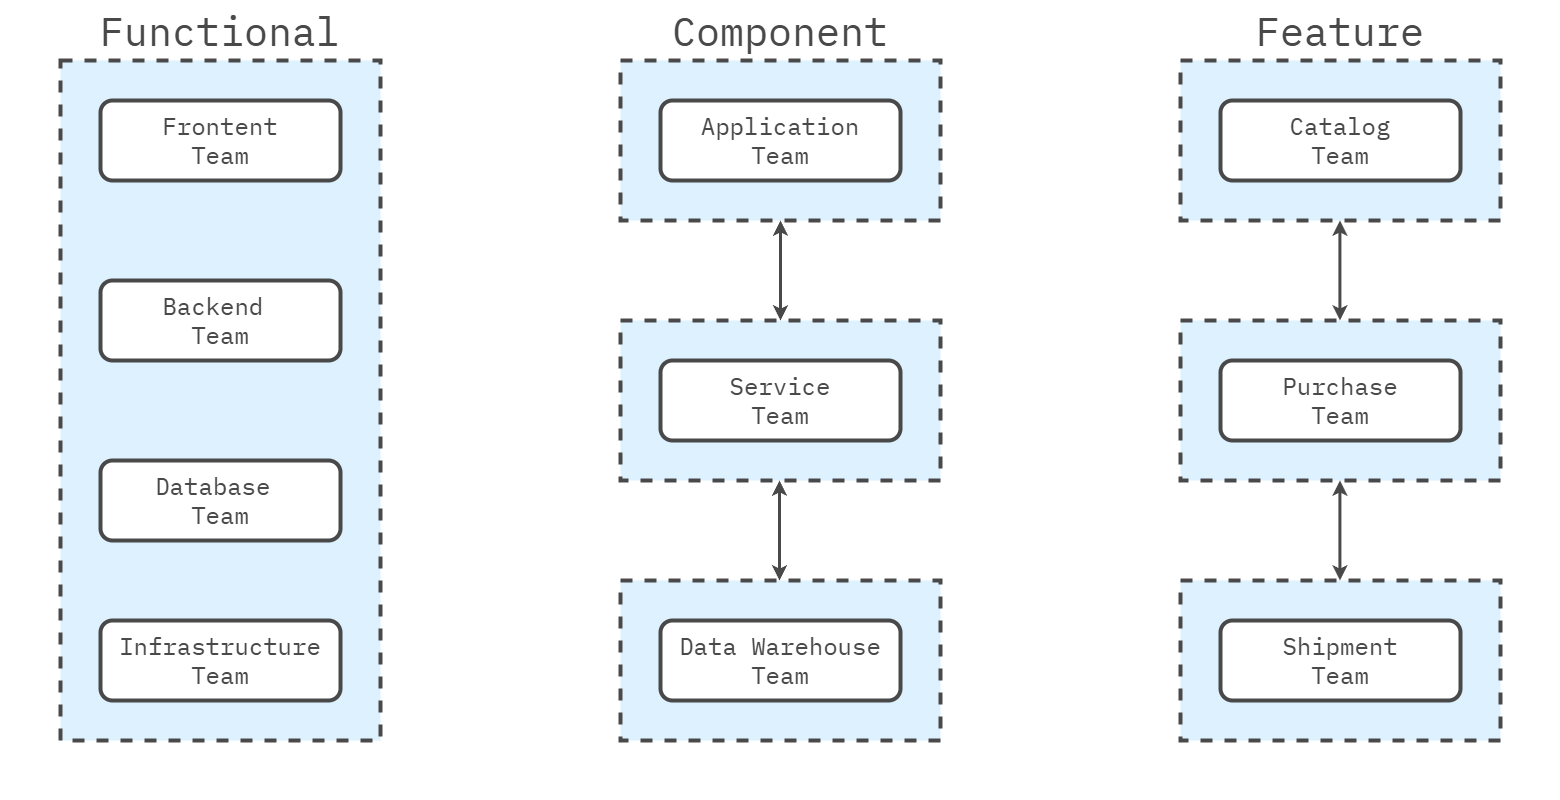 Functional
Frontent
Team
Backend
Team
Database
Team
Infrastructure
Team
Component
Application
Team
Service
Team
Data Warehouse
Team
Feature
Catalog
Team
Purchase
Team
Shipment
Team